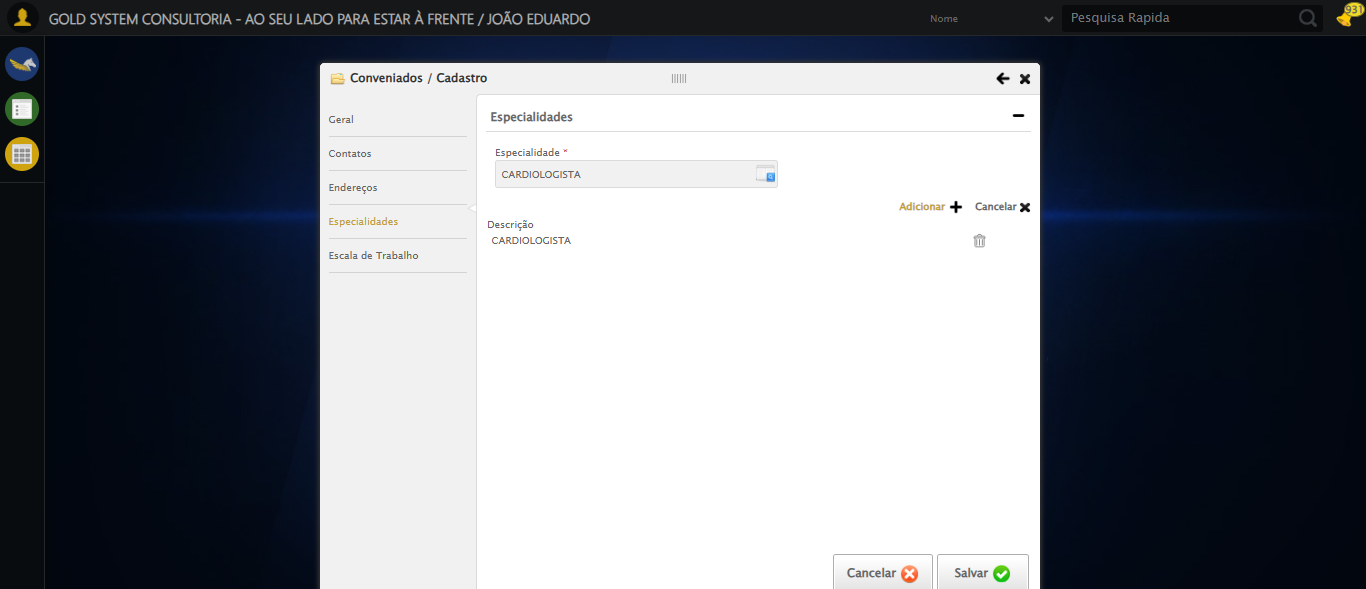 GOLD SYSTEM CONSULTORIA - AO SEU LADO PARA ESTAR À FRENTE / JOÃO EDUARDO
Nome
Pesquisa Rapida
931
Conveniados / Cadastro
Geral
Contatos
Endereços
Especialidades
Escala de Trabalho
Especialidades
Especialidade *
CARDIOLOGISTA
Adicionar
Cancelar
Descrição
CARDIOLOGISTA
Cancelar
Salvar